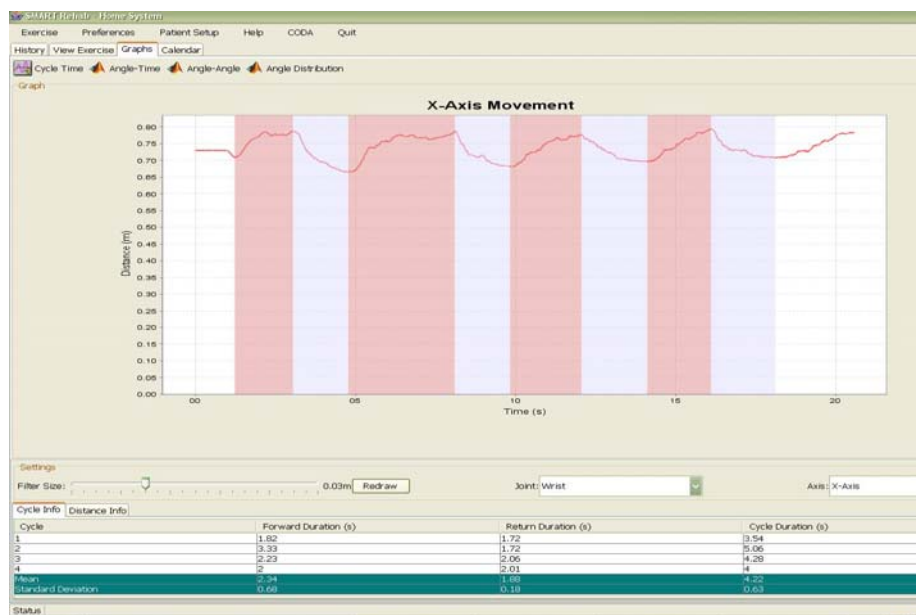 SMART Rehab - Home System
Exercise Preferences Patient Setup Help CODA Quit
History View Exercise Graphs Calendar
Cycle Time Angle-Time Angle-Angle Angle Distribution
Graph
X-Axis Movement
0.80
0.75
0.70
0.65
0.60
0.55
0.50
0.45
0.40
0.35
0.30
0.25
0.20
0.15
0.10
0.05
0.00
Distance (m)
00 05 10 15 20
Time (s)
Settings
Filter Size: 0.03m Redraw Joint: Wrist Axis: X-Axis
Cycle Info Distance Info
Cycle Forward Duration (s) Return Duration (s) Cycle Duration (s)
1 1.82 1.72 3.54
2 3.33 1.72 5.06
3 2.23 2.06 4.28
4 2 2.01 4
Mean 2.34 1.88 4.22
Standard Deviation 0.68 0.18 0.63
Status